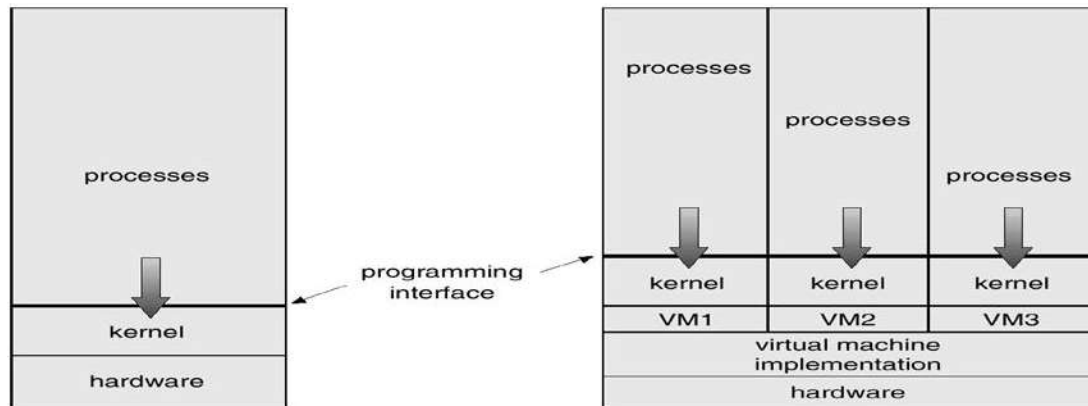 processes
kernel
hardware
programming
interface
processes
processes
processes
kernel
kernel
kernel
VM1
VM2
VM3
virtual machine
implementation
hardware